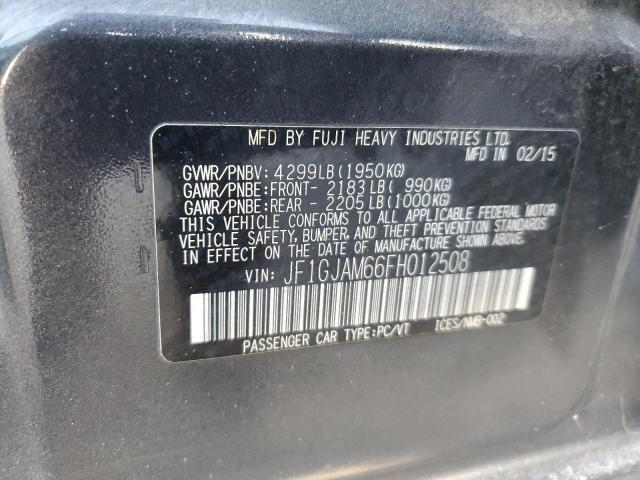 MFD BY FUJI HEAVY INDUSTRIES LTD.
MFD IN 02/15
GVWR/PNBV: 4299LB(1950KG)
GAWR/PNBE:FRONT- 2183LB( 990KG)
GAWR/PNBE:REAR - 2205LB(1000KG)
THIS VEHICLE CONFORMS TO ALL APPLICABLE FEDERAL MOTOR
VEHICLE SAFETY, BUMPER, AND THEFT PREVENTION STANDARDS
IN EFFECT ON THE DATE OF MANUFACTURE SHOWN ABOVE.
VIN: JF1GJAM66FH012508
PASSENGER CAR TYPE:PC/VT ICES/NMB-002